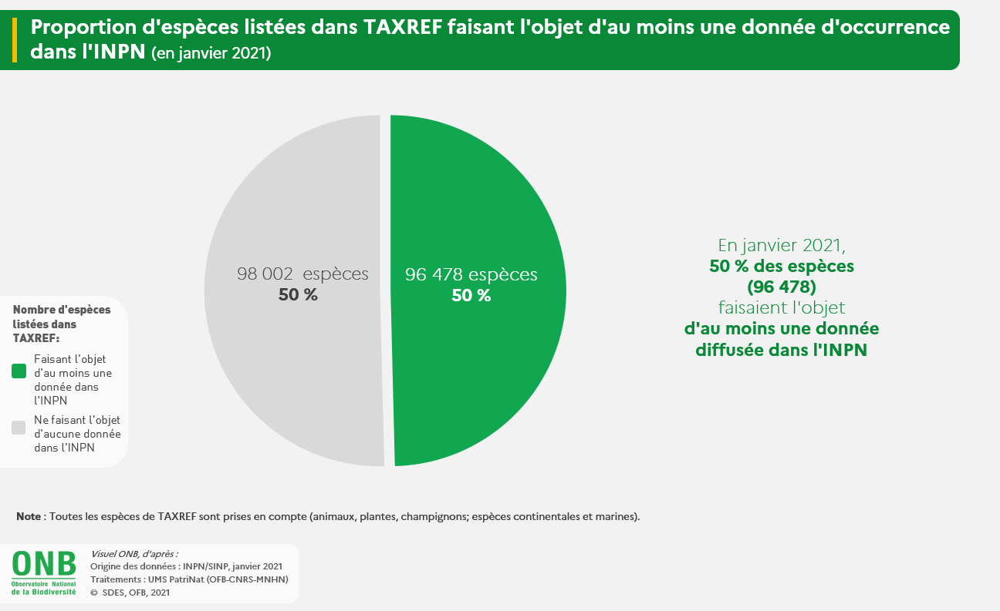 Proportion d'espèces listées dans TAXREF faisant l'objet d'au moins une donnée d'occurrence
dans l'INPN (en janvier 2021)
98 002 espèces
50 %
96 478 espèces
50 %
En janvier 2021,
50 % des espèces
(96 478)
faisaient l'objet
d'au moins une donnée
diffusée dans l'INPN
Nombre d'espèces
listées dans
TAXREF:
Faisant l'objet
d'au moins une
donnée dans
l'INPN
Ne faisant l'objet
d'aucune donnée
dans l'INPN
Note : Toutes les espèces de TAXREF sont prises en compte (animaux, plantes, champignons; espèces continentales et marines).
ONB
Observatoire National
de la Biodiversité
Visuel ONB, d'après :
Origine des données : INPN/SINP, janvier 2021
Traitements : UMS PatriNat (OFB-CNRS-MNHN)
© SDES, OFB, 2021